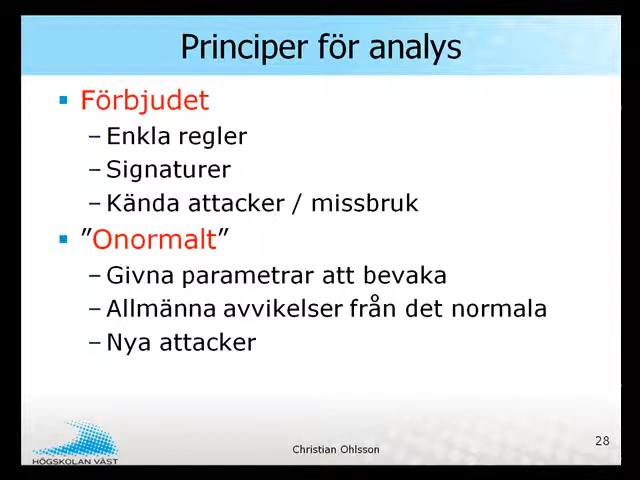 Principer för analys
Förbjudet
– Enkla regler
– Signaturer
– Kända attacker / missbruk
”Onormalt”
– Givna parametrar att bevaka
– Allmänna avvikelser från det normala
– Nya attacker
HÖGSKOLAN VÄST
Christian Ohlsson
28